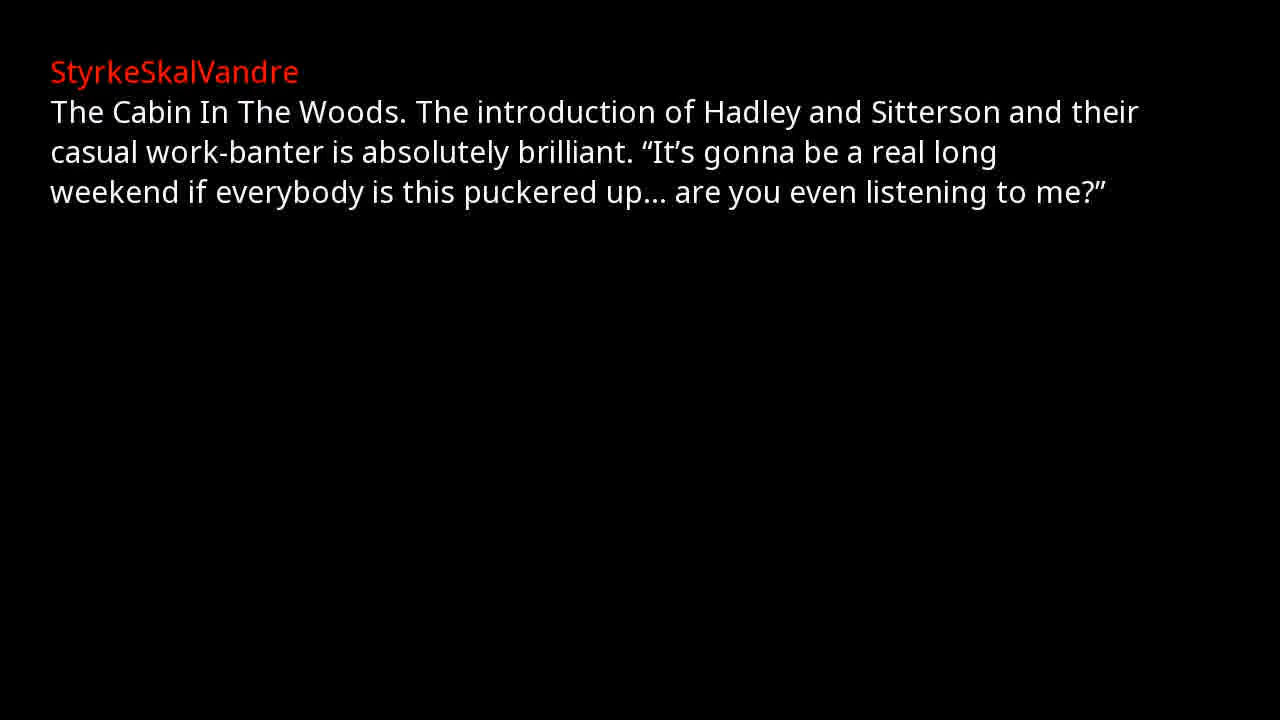 StyrkeSkalVandre
The Cabin In The Woods. The introduction of Hadley and Sitterson and their
casual work-banter is absolutely brilliant. “It’s gonna be a real long
weekend if everybody is this puckered up... are you even listening to me?”